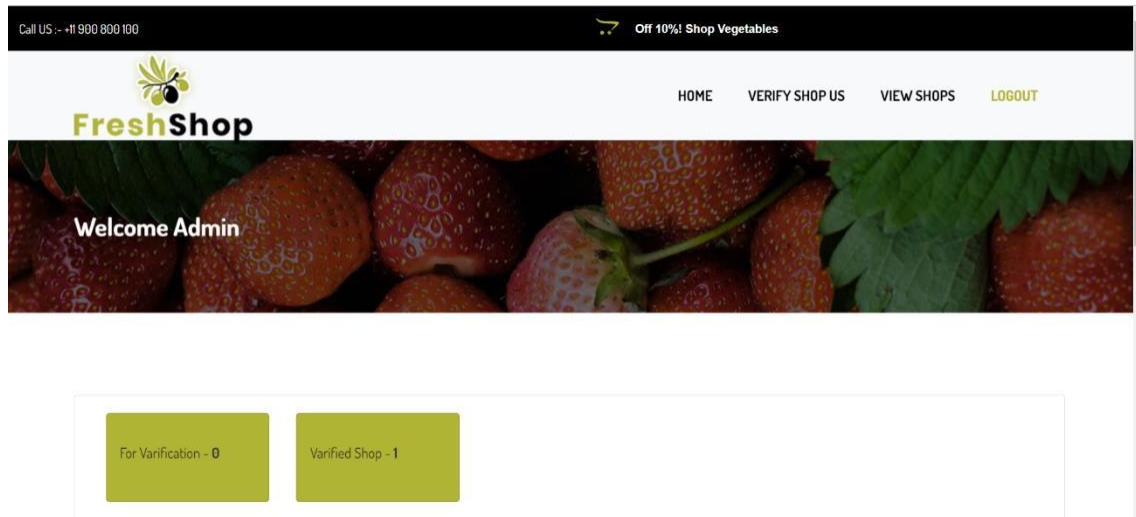 Call US :- +11 900 800 100
Off 10%! Shop Vegetables
FreshShop
HOME VERIFY SHOP US VIEW SHOPS LOGOUT
Welcome Admin
For Varification - 0
Varified Shop - 1